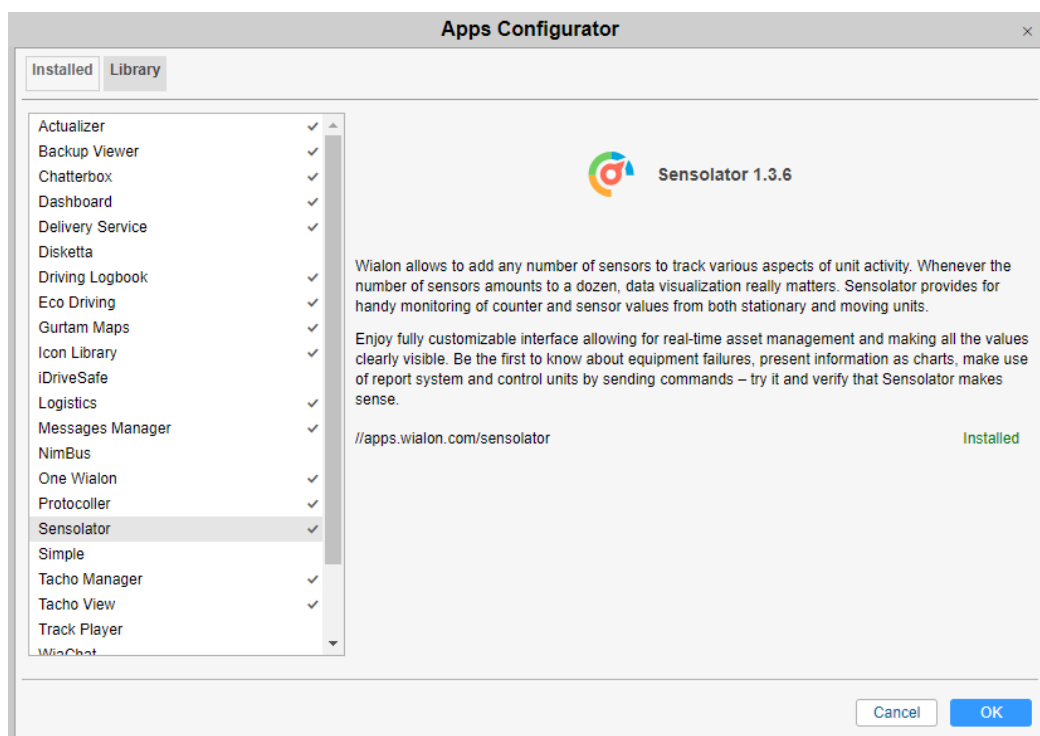 Apps Configurator
Installed Library
Actualizer
Backup Viewer
Chatterbox
Dashboard
Delivery Service
Disketta
Driving Logbook
Eco Driving
Gurtam Maps
Icon Library
iDriveSafe
Logistics
Messages Manager
NimBus
One Wialon
Protocoller
Sensolator
Simple
Tacho Manager
Tacho View
Track Player
WiaChat
Sensolator 1.3.6
Wialon allows to add any number of sensors to track various aspects of unit activity. Whenever the
number of sensors amounts to a dozen, data visualization really matters. Sensolator provides for
handy monitoring of counter and sensor values from both stationary and moving units.
Enjoy fully customizable interface allowing for real-time asset management and making all the values
clearly visible. Be the first to know about equipment failures, present information as charts, make use
of report system and control units by sending commands – try it and verify that Sensolator makes
sense.
//apps.wialon.com/sensolator Installed
Cancel OK